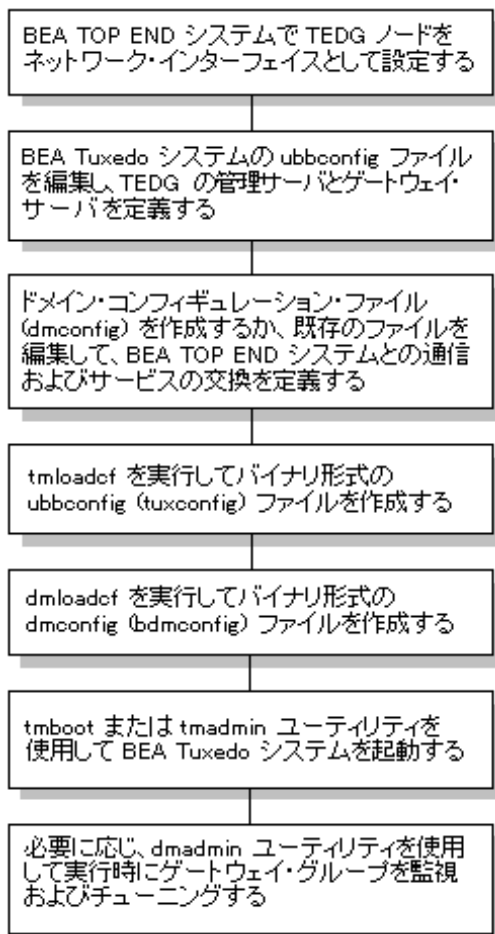 BEA TOP END システムで TEDG ノードを
ネットワーク・インターフェイスとして設定する
BEA Tuxedo システムの ubbconfig ファイル
を編集し、TEDG の管理サーバとゲートウェイ・
サーバを定義する
ドメイン・コンフィギュレーション・ファイル
(dmconfig) を作成するか、既存のファイルを
編集して、BEA TOP END システムとの通信
およびサービスの交換を定義する
tmloadcf を実行してバイナリ形式の
ubbconfig (tuxconfig) ファイルを作成する
dmloadcf を実行してバイナリ形式の
dmconfig (bdmconfig) ファイルを作成する
tmboot または tmadmin ユーティリティを
使用して BEA Tuxedo システムを起動する
必要に応じ、dmadmin ユーティリティを使用
して実行時にゲートウェイ・グループを監視
およびチューニングする